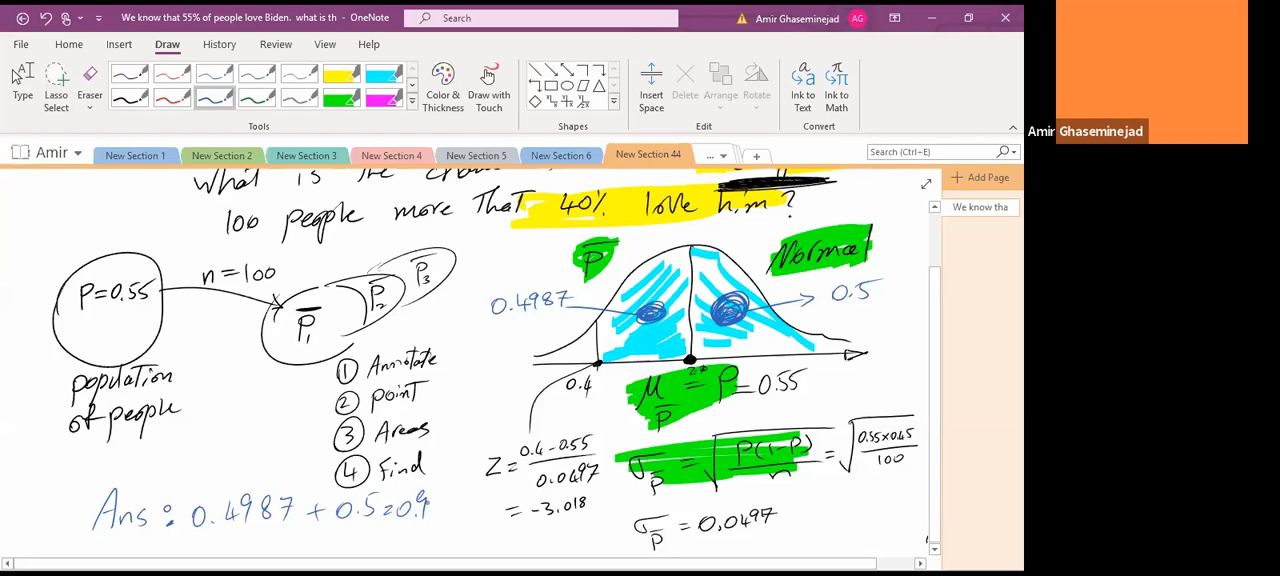 We know that 55% of people love Biden. what is th - OneNote
Search
Amir Ghaseminejad
AG
File Home Insert Draw History Review View Help
Type
Lasso Select
Eraser
Color & Thickness
Draw with Touch
Insert Space
Delete
Arrange
Rotate
Ink to Text
Ink to Math
Tools
Shapes
Edit
Convert
Amir Ghaseminejad
Amir
New Section 1
New Section 2
New Section 3
New Section 4
New Section 5
New Section 6
New Section 44
...
Search (Ctrl+E)
Add Page
We know tha
What is the
100 people more that 40% love him?
P=0.55
n=100
P̅₁
P̅₂
P̅₃
population
of people
① Annotate
② point
③ Areas
④ Find
P̅
Normal
0.4987
0.5
0.4
μ_P̅ = P = 0.55
Z = (0.4-0.55)/0.0497
= -3.018
σ_P̅ = √(P(1-P)/n) = √(0.55×0.45/100)
σ_P̅ = 0.0497
Ans: 0.4987 + 0.5=0.9